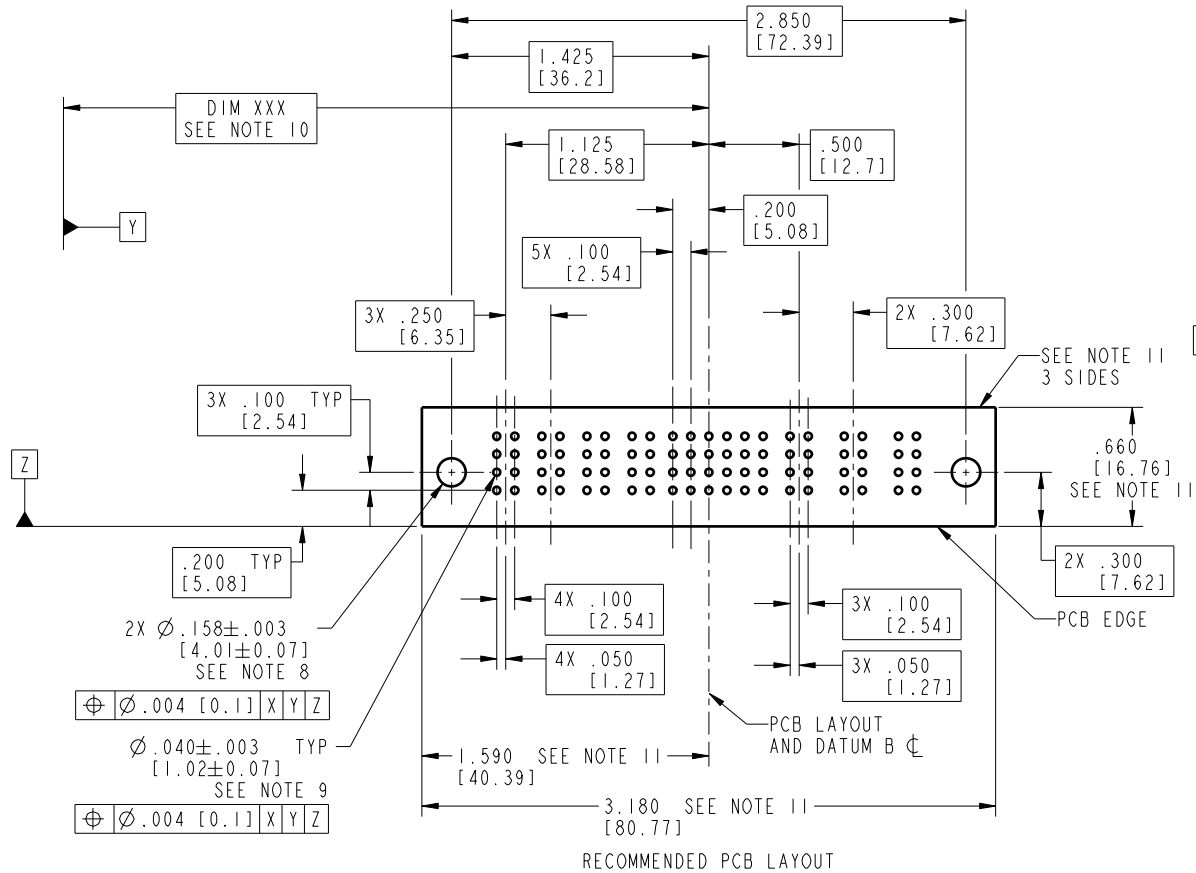 2.850
[72.39]
1.425
[36.2]
DIM XXX
SEE NOTE 10
1.125
[28.58]
.500
[12.7]
Y
.200
[5.08]
5X .100
[2.54]
3X .250
[6.35]
2X .300
[7.62]
SEE NOTE 11
3 SIDES
3X .100 TYP
[2.54]
Z
.660
[16.76]
SEE NOTE 11
.200 TYP
[5.08]
2X .300
[7.62]
4X .100
[2.54]
3X .100
[2.54]
PCB EDGE
2X Ø.158±.003
[4.01±0.07]
SEE NOTE 8
4X .050
[1.27]
3X .050
[1.27]
⌖ Ø.004 [0.1] X Y Z
PCB LAYOUT
AND DATUM B ℄
Ø.040±.003 TYP
[1.02±0.07]
SEE NOTE 9
1.590 SEE NOTE 11
[40.39]
⌖ Ø.004 [0.1] X Y Z
3.180 SEE NOTE 11
[80.77]
RECOMMENDED PCB LAYOUT